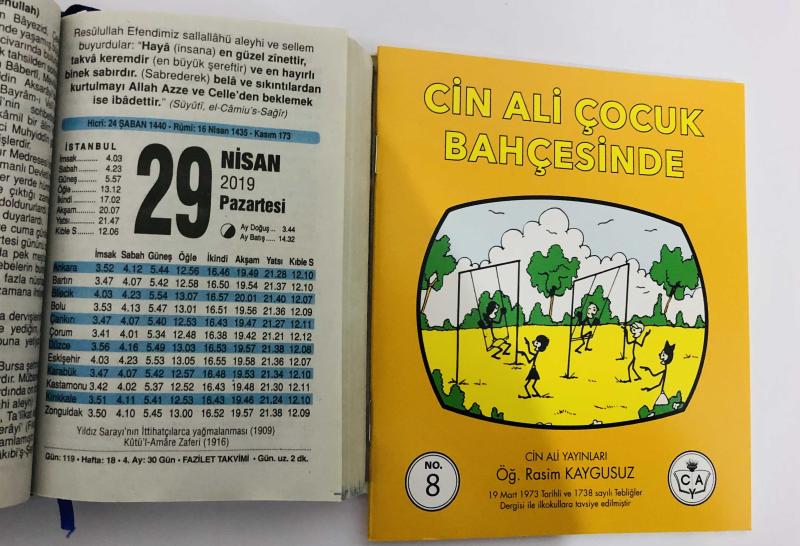 Resûlullah Efendimiz sallallâhü aleyhi ve sellem
buyurdular: “Hayâ (insana) en güzel zinettir,
takvâ keremdir (en büyük şereftir) ve en hayırlı
binek sabırdır. (Sabrederek) belâ ve sıkıntılardan
kurtulmayı Allah Azze ve Celle’den beklemek
ise ibâdettir.” (Süyûtî, el-Câmiu’s-Sağîr)
Hicrî: 24 ŞABAN 1440 - Rûmî: 16 Nisan 1435 - Kasım 173
İSTANBUL
İmsak.......... 4.03
Sabah.......... 4.23
Güneş.......... 5.57
Öğle.......... 13.12
İkindi.......... 17.02
Akşam.......... 20.07
Yatsı.......... 21.47
Kıble S.......... 12.06
29
NİSAN
2019
Pazartesi
Ay Doğuş.. 3.44
Ay Batış..... 14.32
İmsak Sabah Güneş Öğle İkindi Akşam Yatsı Kıble S
Ankara 3.52 4.12 5.44 12.56 16.46 19.49 21.28 12.10
Bartın 3.47 4.07 5.42 12.58 16.50 19.54 21.37 12.10
Bilecik 4.03 4.23 5.54 13.07 16.57 20.01 21.40 12.07
Bolu 3.53 4.13 5.47 13.01 16.51 19.56 21.36 12.09
Çankırı 3.47 4.07 5.40 12.53 16.43 19.47 21.27 12.11
Çorum 3.41 4.01 5.34 12.48 16.38 19.42 21.21 12.12
Düzce 3.56 4.16 5.49 13.03 16.53 19.57 21.38 12.08
Eskişehir 4.03 4.23 5.53 13.05 16.55 19.58 21.36 12.07
Karabük 3.47 4.07 5.42 12.57 16.48 19.53 21.34 12.10
Kastamonu 3.42 4.02 5.37 12.52 16.43 19.48 21.30 12.11
Kırıkkale 3.51 4.11 5.41 12.53 16.43 19.46 21.24 12.10
Zonguldak 3.50 4.10 5.45 13.00 16.52 19.57 21.38 12.09
Yıldız Sarayı’nın İttihatçılarca yağmalanması (1909)
Kûtü’l-Amâre Zaferi (1916)
Gün: 119 • Hafta: 18 • 4. Ay: 30 Gün • FAZİLET TAKVİMİ • Gün. uz. 2 dk.
CİN ALİ ÇOCUK
BAHÇESİNDE
NO.
8
CİN ALİ YAYINLARI
Öğ. Rasim KAYGUSUZ
19 Mart 1973 Tarihli ve 1738 sayılı Tebliğler
Dergisi ile ilkokullara tavsiye edilmiştir
C A
Y